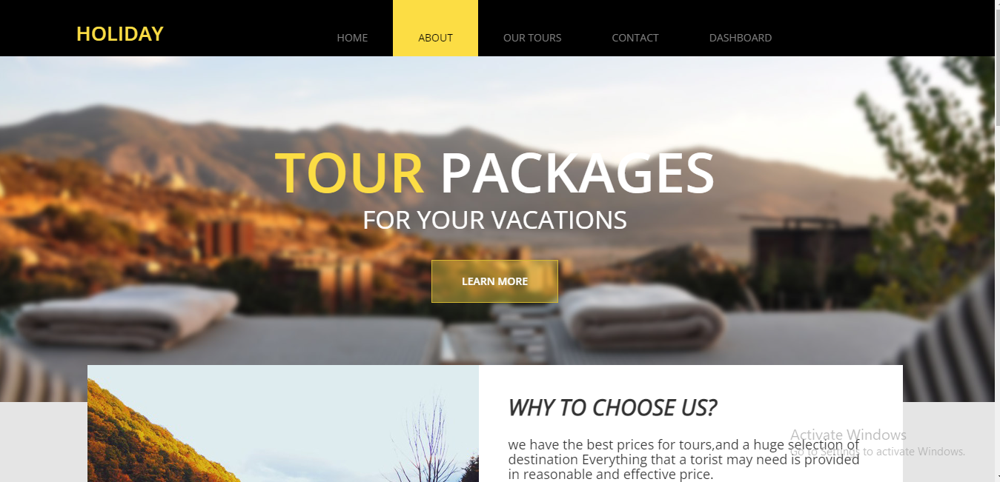 HOLIDAY
HOME ABOUT OUR TOURS CONTACT DASHBOARD
TOUR PACKAGES
FOR YOUR VACATIONS
LEARN MORE
WHY TO CHOOSE US?
we have the best prices for tours,and a huge selection of
destination Everything that a torist may need is provided
in reasonable and effective price.
Activate Windows
Go to Settings to activate Windows.